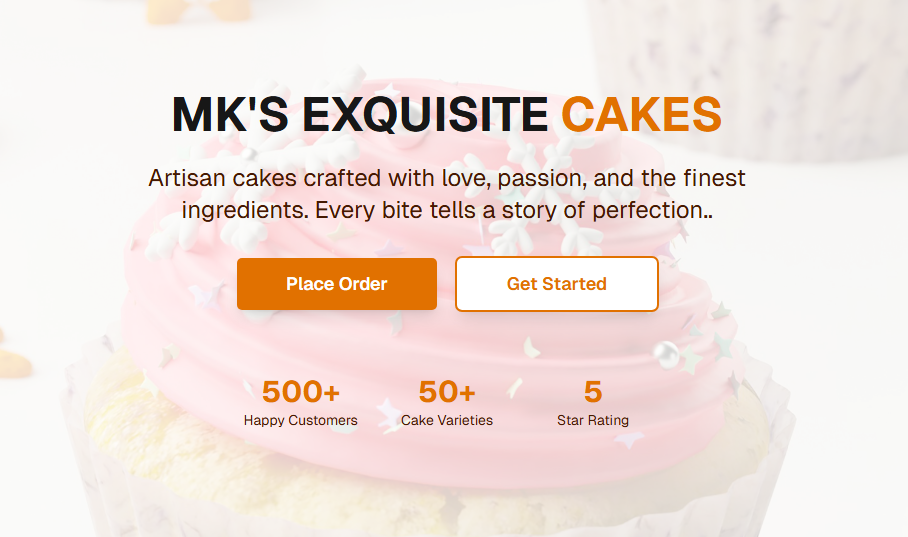 MK'S EXQUISITE CAKES
Artisan cakes crafted with love, passion, and the finest
ingredients. Every bite tells a story of perfection..
Place Order
Get Started
500+
Happy Customers
50+
Cake Varieties
5
Star Rating